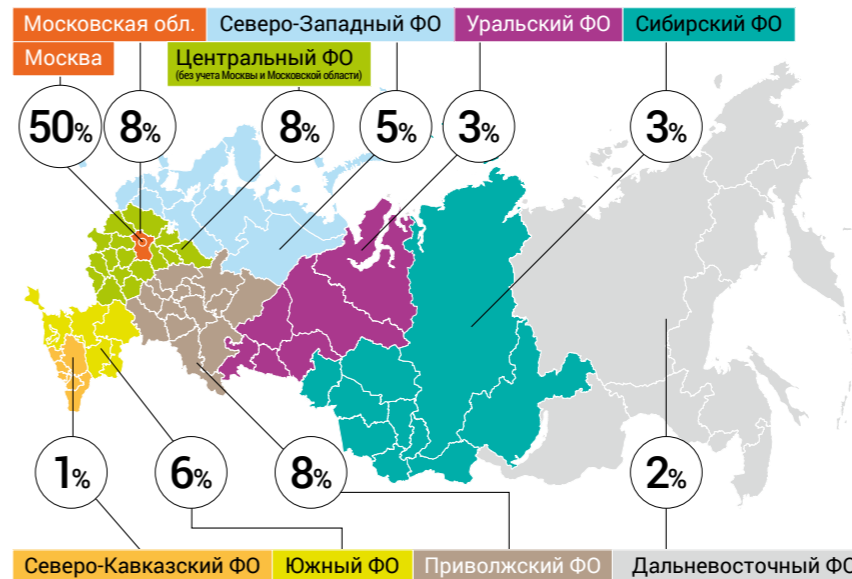 Московская обл. Северо-Западный ФО Уральский ФО Сибирский ФО
Москва Центральный ФО
(без учета Москвы и Московской области)
50% 8% 8% 5% 3% 3%
1% 6% 8% 2%
Северо-Кавказский ФО Южный ФО Приволжский ФО Дальневосточный ФО